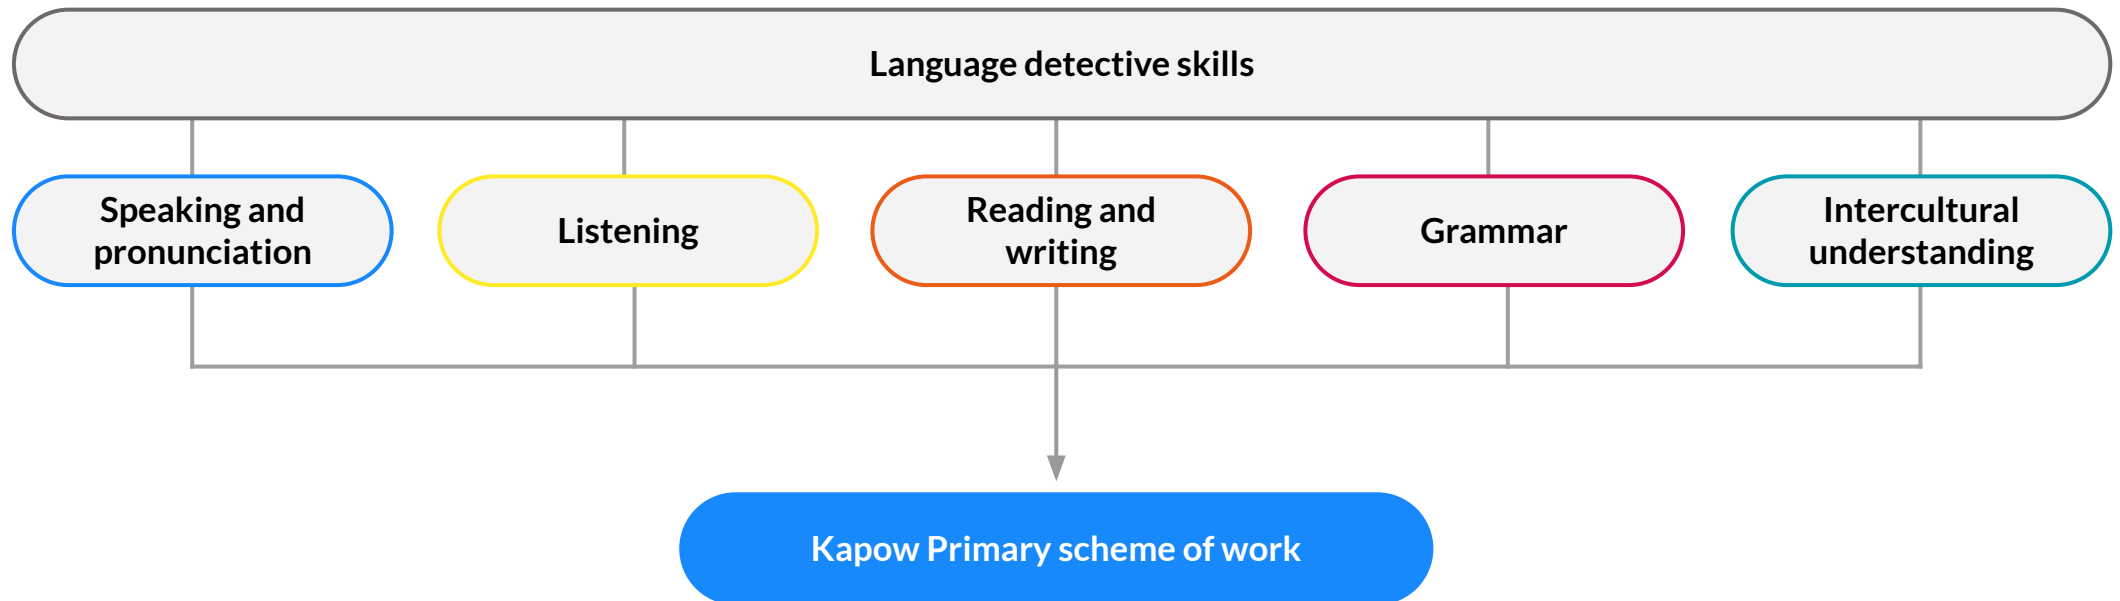 Language detective skills
Speaking and
pronunciation
Listening
Reading and
writing
Grammar
Intercultural
understanding
Kapow Primary scheme of work